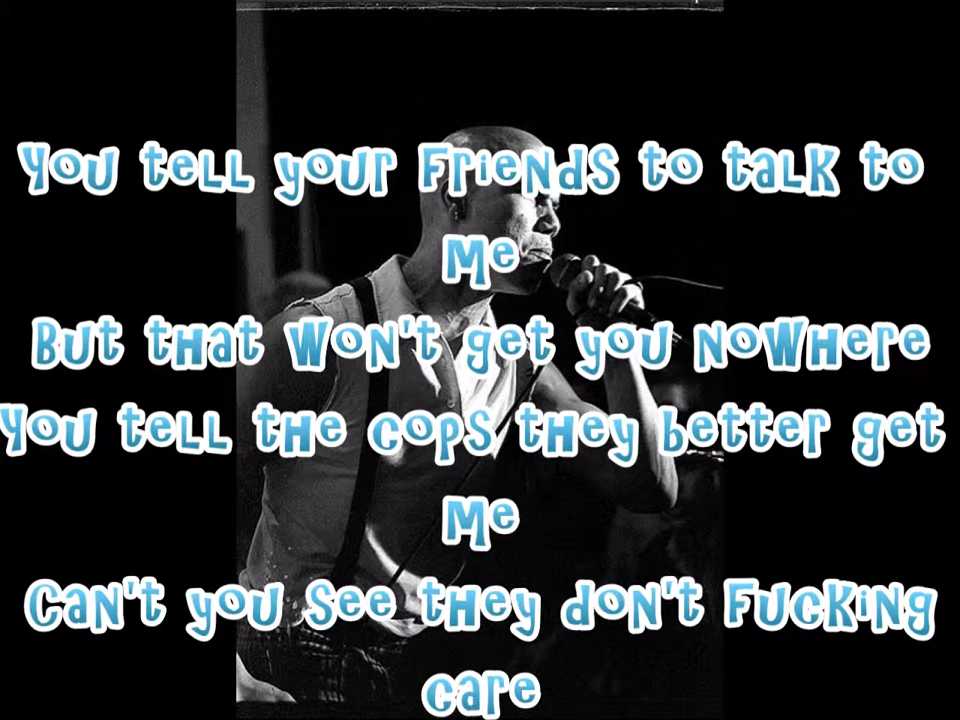 You tell your friends to talk to
me
But that won't get you nowhere
You tell the cops they better get
me
Can't you see they don't fucking
care